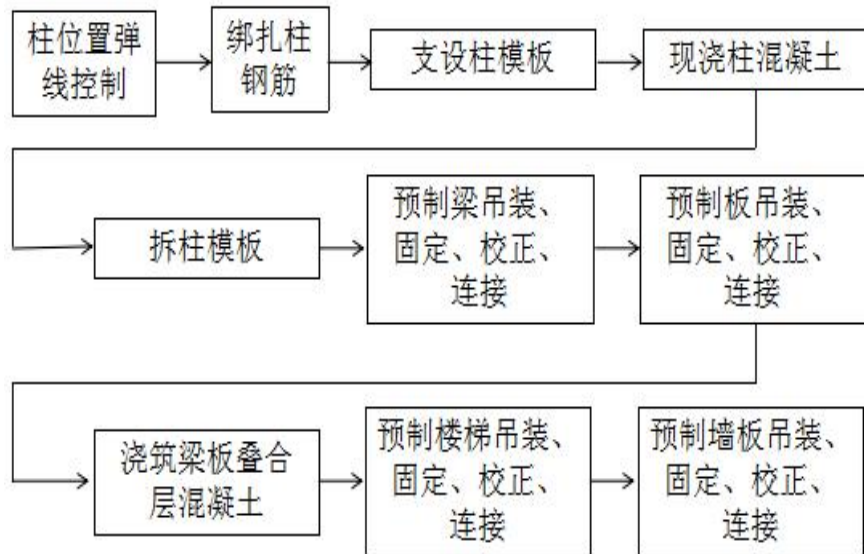 柱位置弹
线控制
绑扎柱
钢筋
支设柱模板
现浇柱混凝土
拆柱模板
预制梁吊装、
固定、校正、
连接
预制板吊装、
固定、校正、
连接
浇筑梁板叠合
层混凝土
预制楼梯吊装、
固定、校正、
连接
预制墙板吊装、
固定、校正、
连接